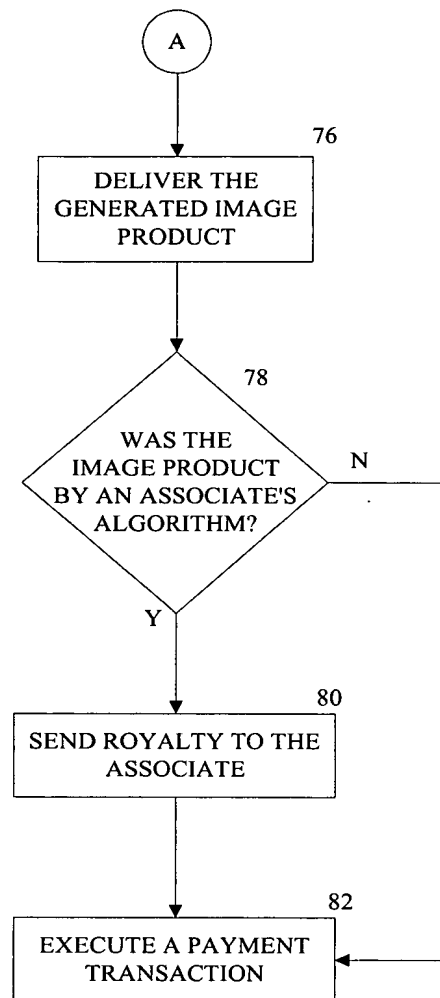 A
76
DELIVER THE
GENERATED IMAGE
PRODUCT
78
WAS THE
IMAGE PRODUCT
BY AN ASSOCIATE'S
ALGORITHM?
N
Y
80
SEND ROYALTY TO THE
ASSOCIATE
82
EXECUTE A PAYMENT
TRANSACTION